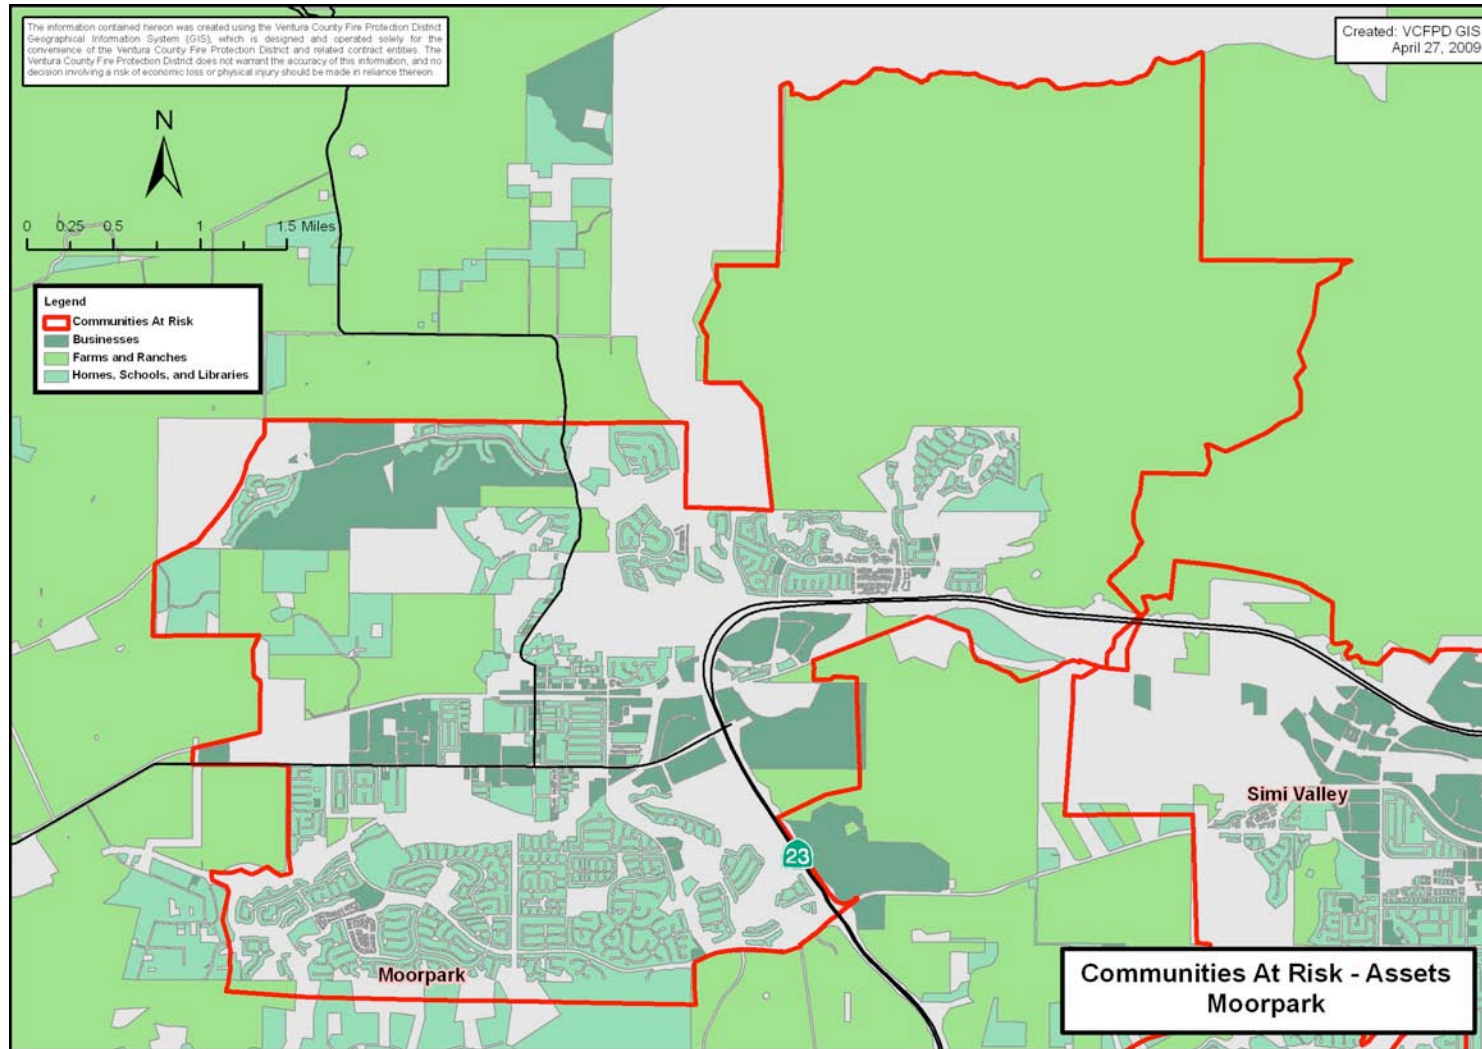 The information contained hereon was created using the Ventura County Fire Protection District
Geographical Information System (GIS), which is designed and operated solely for the
convenience of the Ventura County Fire Protection District and related contract entities. The
Ventura County Fire Protection District does not warrant the accuracy of this information, and no
decision involving a risk of economic loss or physical injury should be made in reliance thereon.
Created: VCFPD GIS
April 27, 2009
N
0 0.25 0.5 1 1.5 Miles
Legend
Communities At Risk
Businesses
Farms and Ranches
Homes, Schools, and Libraries
Simi Valley
23
Moorpark
Communities At Risk - Assets
Moorpark